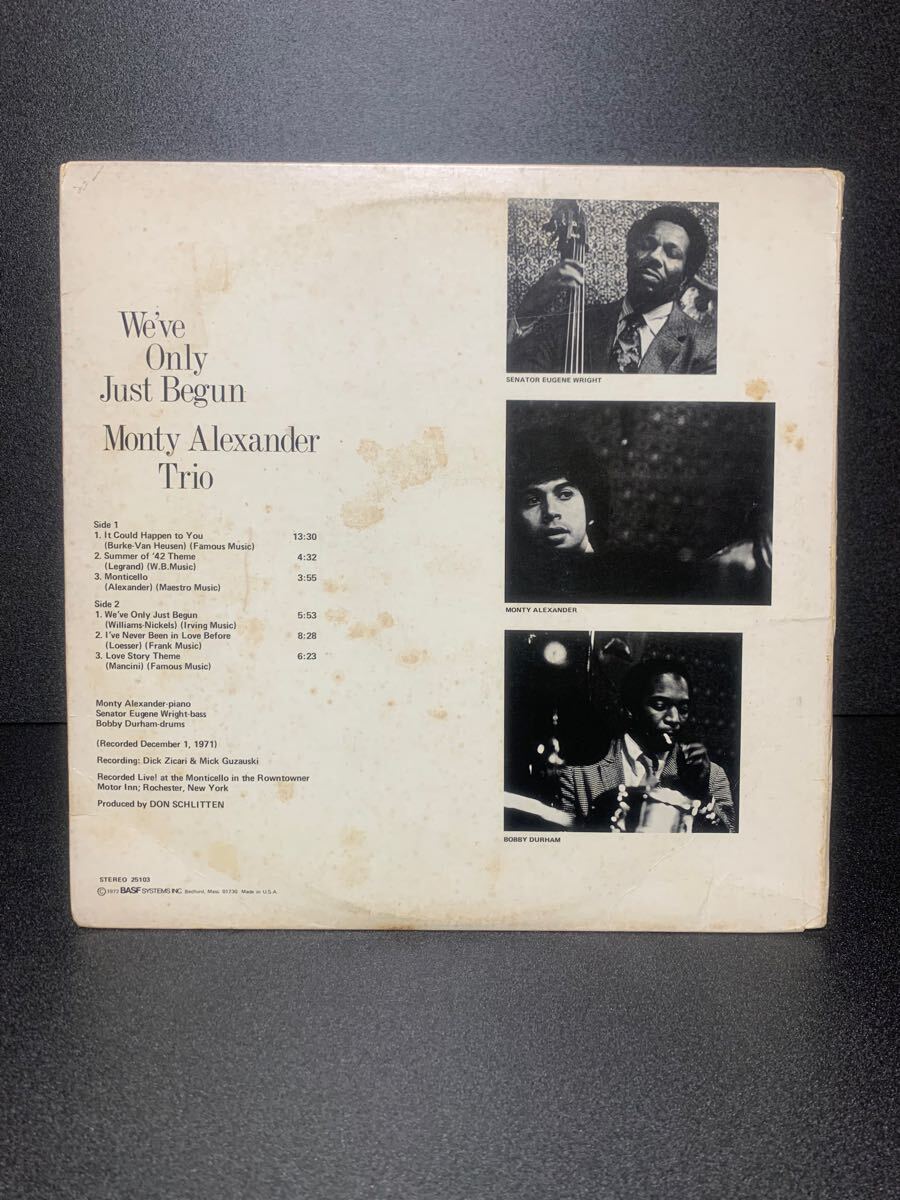 We've
Only
Just Begun
Monty Alexander
Trio
Side 1
1. It Could Happen to You 13:30
(Burke-Van Heusen) (Famous Music)
2. Summer of '42 Theme 4:32
(Legrand) (W.B.Music)
3. Monticello 3:55
(Alexander) (Maestro Music)
Side 2
1. We've Only Just Begun 5:53
(Williams-Nickels) (Irving Music)
2. I've Never Been in Love Before 8:28
(Loesser) (Frank Music)
3. Love Story Theme 6:23
(Mancini) (Famous Music)
Monty Alexander-piano
Senator Eugene Wright-bass
Bobby Durham-drums
(Recorded December 1, 1971)
Recording: Dick Zicari & Mick Guzauski
Recorded Live! at the Monticello in the Rowntowner
Motor Inn; Rochester, New York
Produced by DON SCHLITTEN
STEREO 25103
©1972 BASF SYSTEMS INC Bedford, Mass. 01730 Made in U.S.A.
SENATOR EUGENE WRIGHT
MONTY ALEXANDER
BOBBY DURHAM